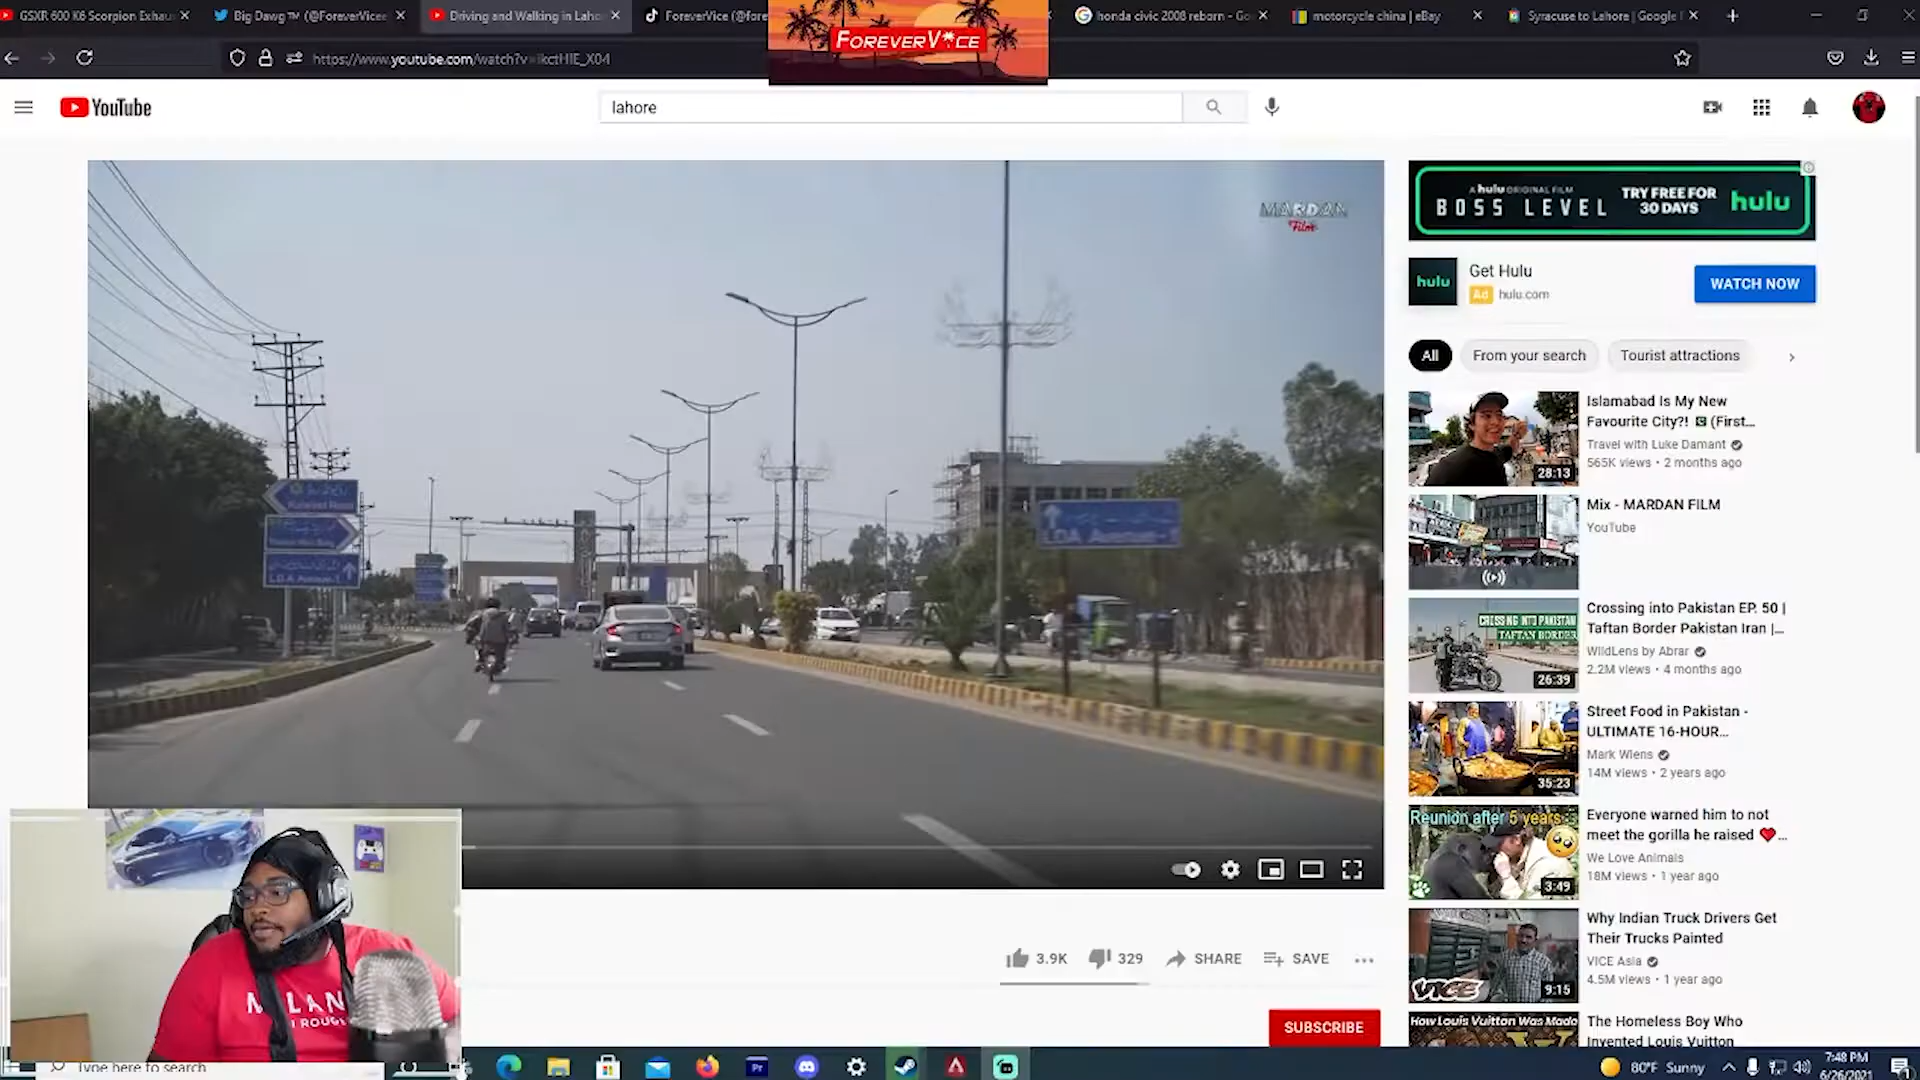 GSXR 600 K6 Scorpion Exhau
Big Dawg ™ (@ForeverVicee
Driving and Walking in Laho
ForeverVice (@fore
FOREVERV*CE
honda civic 2008 reborn - Go
motorcycle china | eBay
Syracuse to Lahore | Google
https://www.youtube.com/watch?v=ikctHIE_X04
YouTube
lahore
MARDAN
Film
L.D.A Avenue-1
LDA Avenue-1
A hulu ORIGINAL FILM
BOSS LEVEL
TRY FREE FOR
30 DAYS
hulu
hulu
Get Hulu
Ad hulu.com
WATCH NOW
All
From your search
Tourist attractions
Islamabad Is My New
Favourite City?! (First...
Travel with Luke Damant
565K views • 2 months ago
28:13
Mix - MARDAN FILM
YouTube
CROSSING INTO PAKISTAN
TAFTAN BORDER
Crossing into Pakistan EP. 50 |
Taftan Border Pakistan Iran |...
WildLens by Abrar
2.2M views • 4 months ago
26:39
Street Food in Pakistan -
ULTIMATE 16-HOUR...
Mark Wiens
14M views • 2 years ago
35:23
Reunion after 5 years
Everyone warned him to not
meet the gorilla he raised ❤️...
We Love Animals
18M views • 1 year ago
3:49
Why Indian Truck Drivers Get
Their Trucks Painted
VICE Asia
4.5M views • 1 year ago
VICE
9:15
How Louis Vuitton Was Made
The Homeless Boy Who
Invented Louis Vuitton
3.9K
329
SHARE
SAVE
SUBSCRIBE
Type here to search
Pr
80°F Sunny
7:48 PM
6/26/2021